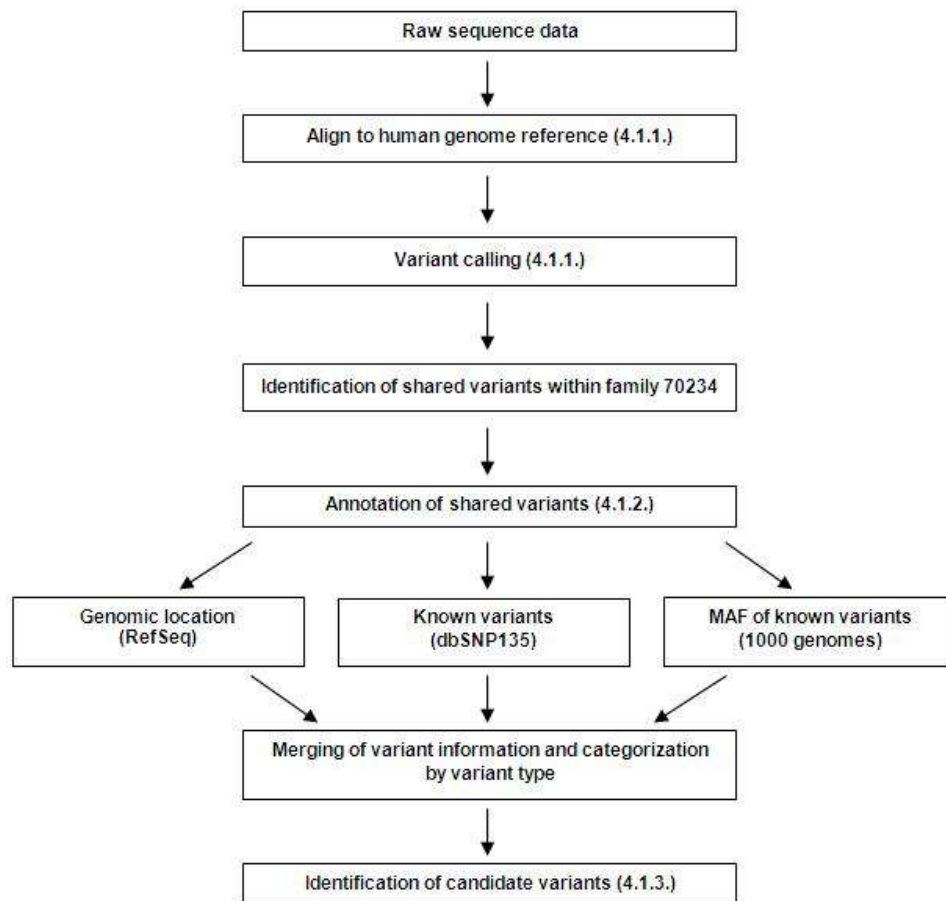 Raw sequence data
Align to human genome reference (4.1.1.)
Variant calling (4.1.1.)
Identification of shared variants within family 70234
Annotation of shared variants (4.1.2.)
Genomic location
(RefSeq)
Known variants
(dbSNP135)
MAF of known variants
(1000 genomes)
Merging of variant information and categorization
by variant type
Identification of candidate variants (4.1.3.)